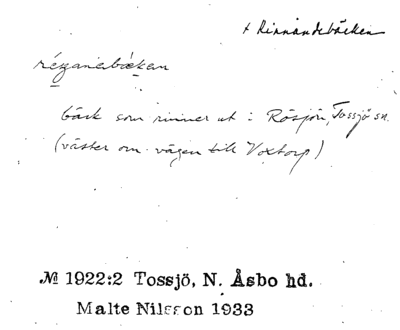 x Rinnandebäcken
bäck som rinner ut i Rösjön, Tossjö sn.
(väster om vägen till Voxtorp)
№ 1922:2 Tossjö, N. Åsbo hd.
Malte Nilsson 1933